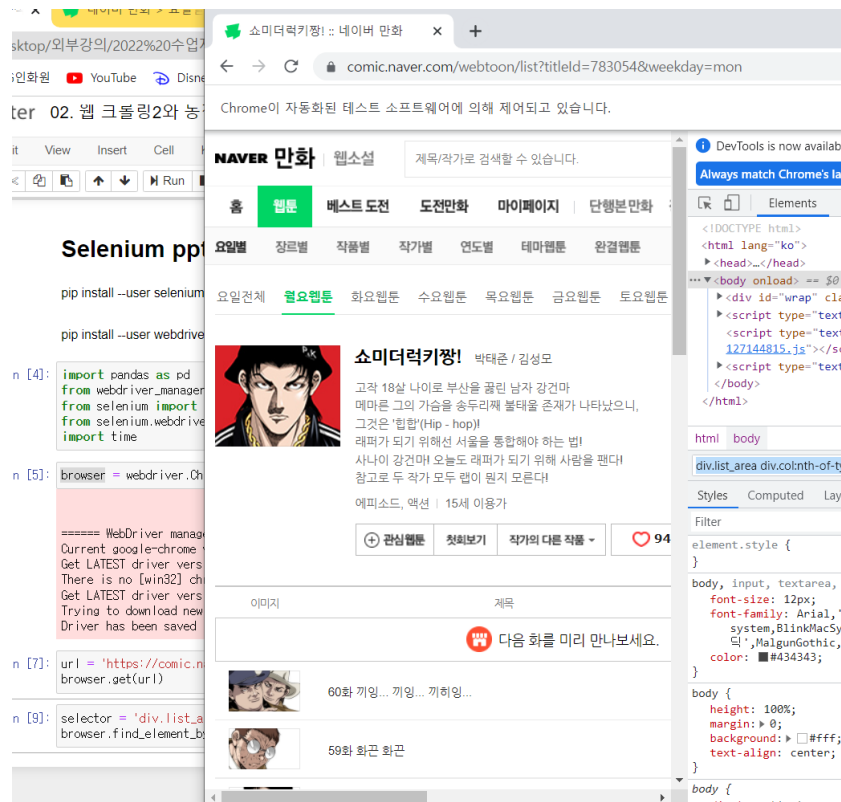 쇼미더럭키짱! :: 네이버 만화
comic.naver.com/webtoon/list?titleId=783054&weekday=mon
Chrome이 자동화된 테스트 소프트웨어에 의해 제어되고 있습니다.
sktop/외부강의/2022%20수업
인화원 YouTube Disne
ter 02. 웹 크롤링2와 농
it View Insert Cell
Run
Selenium ppt
pip install --user selenium
pip install --user webdrive
n [4]: import pandas as pd
from webdriver_manager
from selenium import
from selenium.webdrive
import time
n [5]: browser = webdriver.Ch
====== WebDriver manage
Current google-chrome v
Get LATEST driver vers
There is no [win32] chr
Get LATEST driver vers
Trying to download new
Driver has been saved
n [7]: url = 'https://comic.na
browser.get(url)
n [9]: selector = 'div.list_a
browser.find_element_by
NAVER 만화 웹소설 제목/작가로 검색할 수 있습니다.
홈 웹툰 베스트 도전 도전만화 마이페이지 단행본만화
요일별 장르별 작품별 작가별 연도별 테마웹툰 완결웹툰
요일전체 월요웹툰 화요웹툰 수요웹툰 목요웹툰 금요웹툰 토요웹툰
쇼미더럭키짱! 박태준 / 김성모
고작 18살 나이로 부산을 꿇린 남자 강건마
메마른 그의 가슴을 송두리째 불태울 존재가 나타났으니,
그것은 '힙합'(Hip - hop)!
래퍼가 되기 위해선 서울을 통합해야 하는 법!
사나이 강건마! 오늘도 래퍼가 되기 위해 사람을 팬다!
참고로 두 작가 모두 랩이 뭔지 모른다!
에피소드, 액션 15세 이용가
관심웹툰 첫회보기 작가의 다른 작품 94
이미지 제목
다음 화를 미리 만나보세요.
60화 끼잉... 끼잉... 끼히잉...
59화 화끈 화끈
DevTools is now availab
Always match Chrome's la
Elements
<!DOCTYPE html>
<html lang="ko">
<head>…</head>
<body onload> == $0
<div id="wrap" cla
<script type="text
<script type="text
127144815.js"></sc
<script type="text
</body>
</html>
html body
div.list_area div.col:nth-of-ty
Styles Computed Lay
Filter
element.style {
}
body, input, textarea,
font-size: 12px;
font-family: Arial,
system,BlinkMacSy
딕',MalgunGothic,
color: #434343;
}
body {
height: 100%;
margin: 0;
background: #fff;
text-align: center;
}
body {